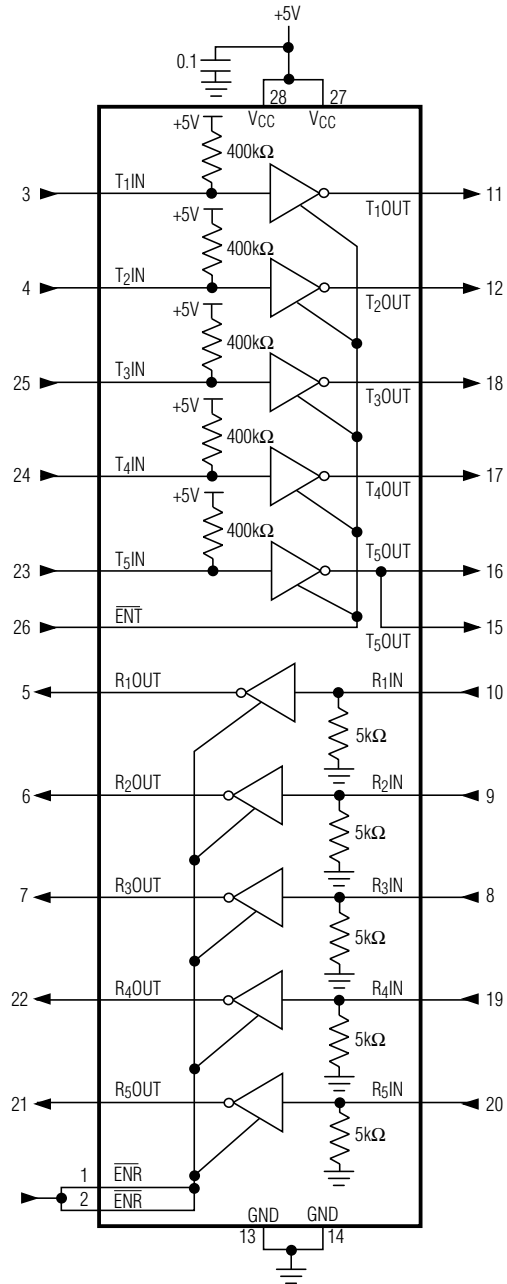 +5V
0.1
28 27
VCC VCC
+5V
400kΩ
3 T1IN T1OUT 11
+5V
400kΩ
4 T2IN T2OUT 12
+5V
400kΩ
25 T3IN T3OUT 18
+5V
400kΩ
24 T4IN T4OUT 17
+5V
400kΩ
23 T5IN T5OUT 16
26 E̅N̅T̅ T5OUT 15
5 R1OUT R1IN 10
5kΩ
6 R2OUT R2IN 9
5kΩ
7 R3OUT R3IN 8
5kΩ
22 R4OUT R4IN 19
5kΩ
21 R5OUT R5IN 20
5kΩ
1 E̅N̅R̅
2 E̅N̅R̅
GND GND
13 14